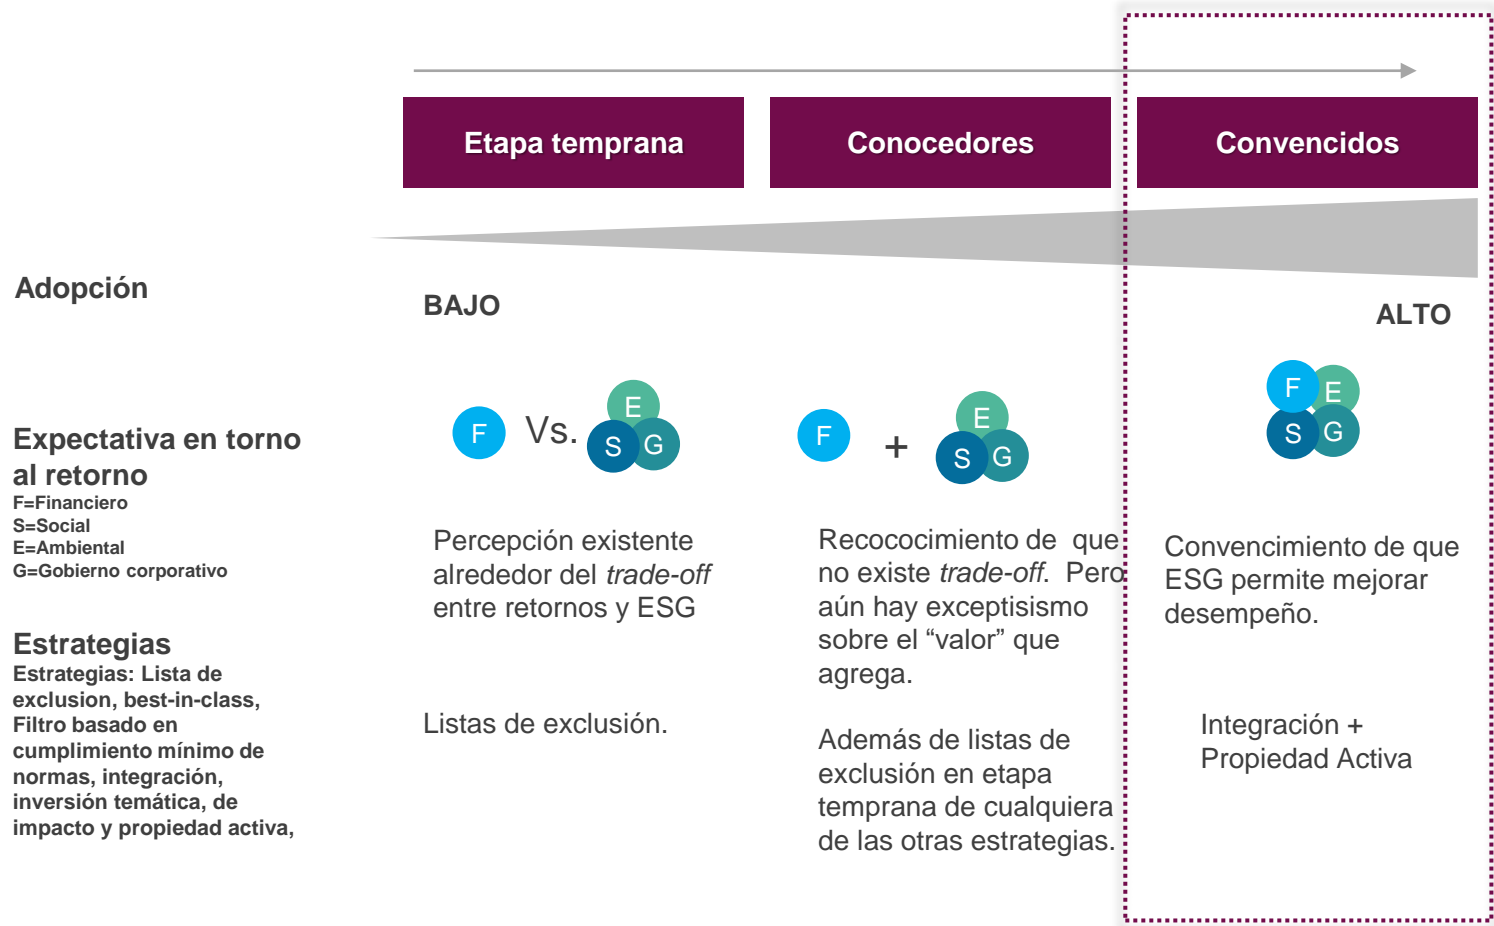 Etapa temprana
Conocedores
Convencidos
Adopción
BAJO
ALTO
Expectativa en torno
al retorno
F=Financiero
S=Social
E=Ambiental
G=Gobierno corporativo
F
Vs.
E
S
G
F
+
E
S
G
F
E
S
G
Percepción existente
alrededor del trade-off
entre retornos y ESG
Recococimiento de que
no existe trade-off. Pero
aún hay exceptisismo
sobre el “valor” que
agrega.
Convencimiento de que
ESG permite mejorar
desempeño.
Estrategias
Estrategias: Lista de
exclusion, best-in-class,
Filtro basado en
cumplimiento mínimo de
normas, integración,
inversión temática, de
impacto y propiedad activa,
Listas de exclusión.
Además de listas de
exclusión en etapa
temprana de cualquiera
de las otras estrategias.
Integración +
Propiedad Activa